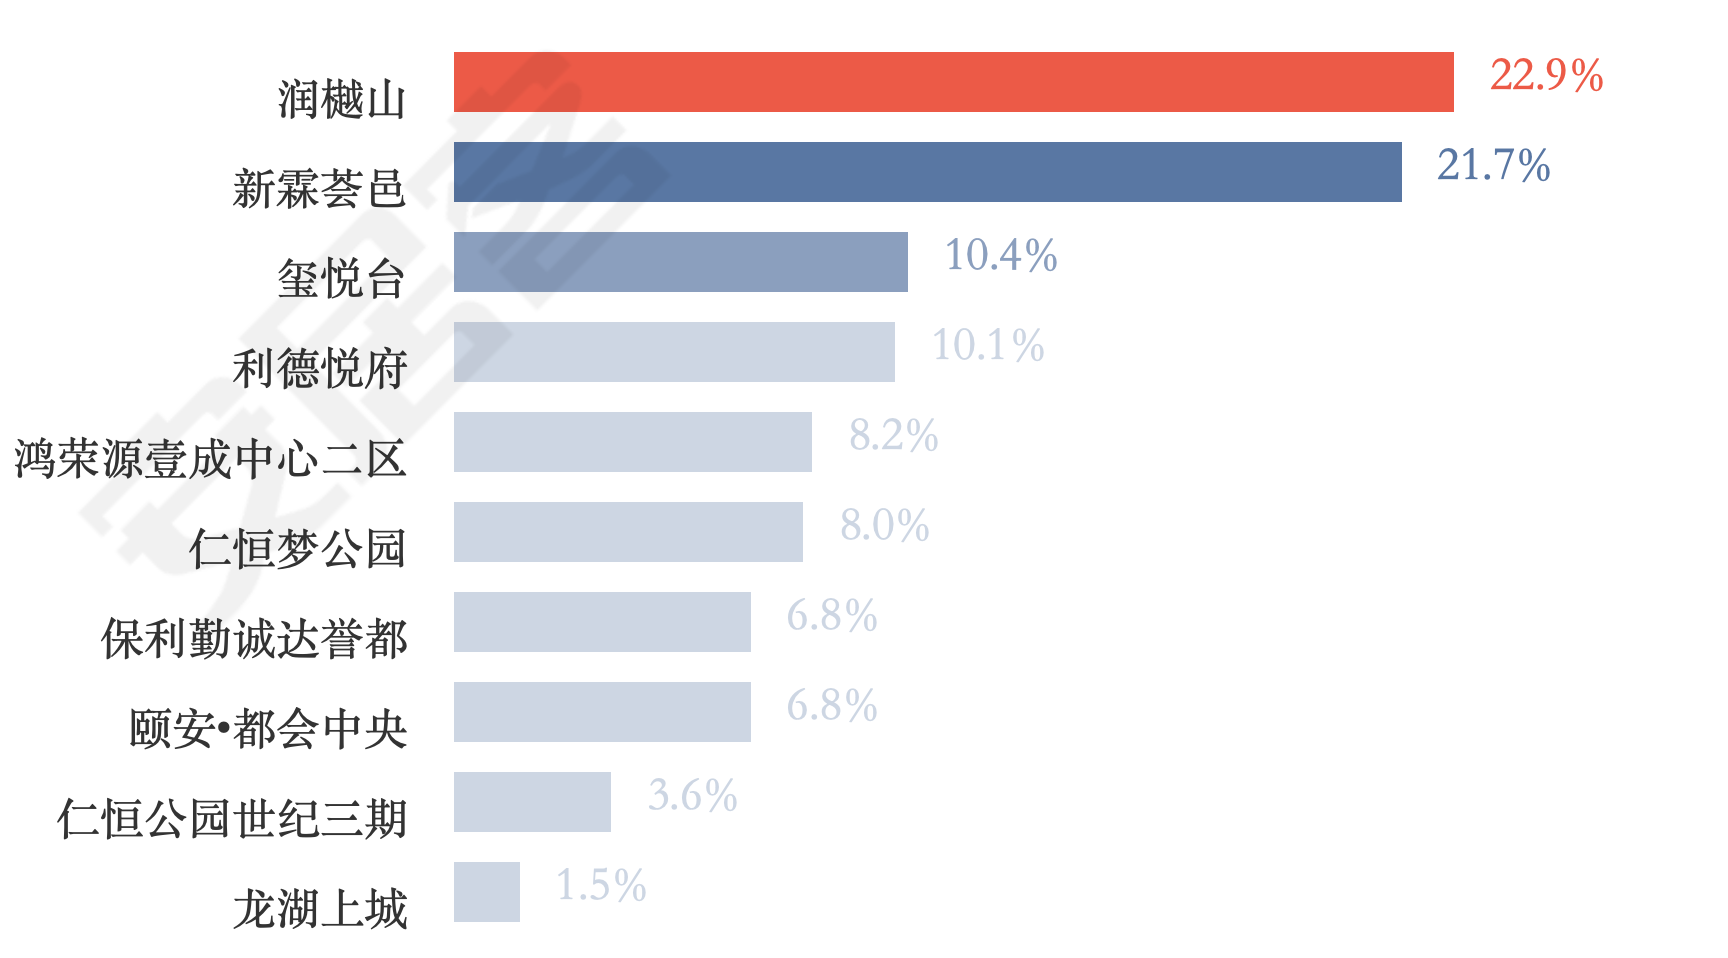 润樾山 22.9%
新霖荟邑 21.7%
玺悦台 10.4%
利德悦府 10.1%
鸿荣源壹成中心二区 8.2%
仁恒梦公园 8.0%
保利勤诚达誉都 6.8%
颐安•都会中央 6.8%
仁恒公园世纪三期 3.6%
龙湖上城 1.5%
安居客